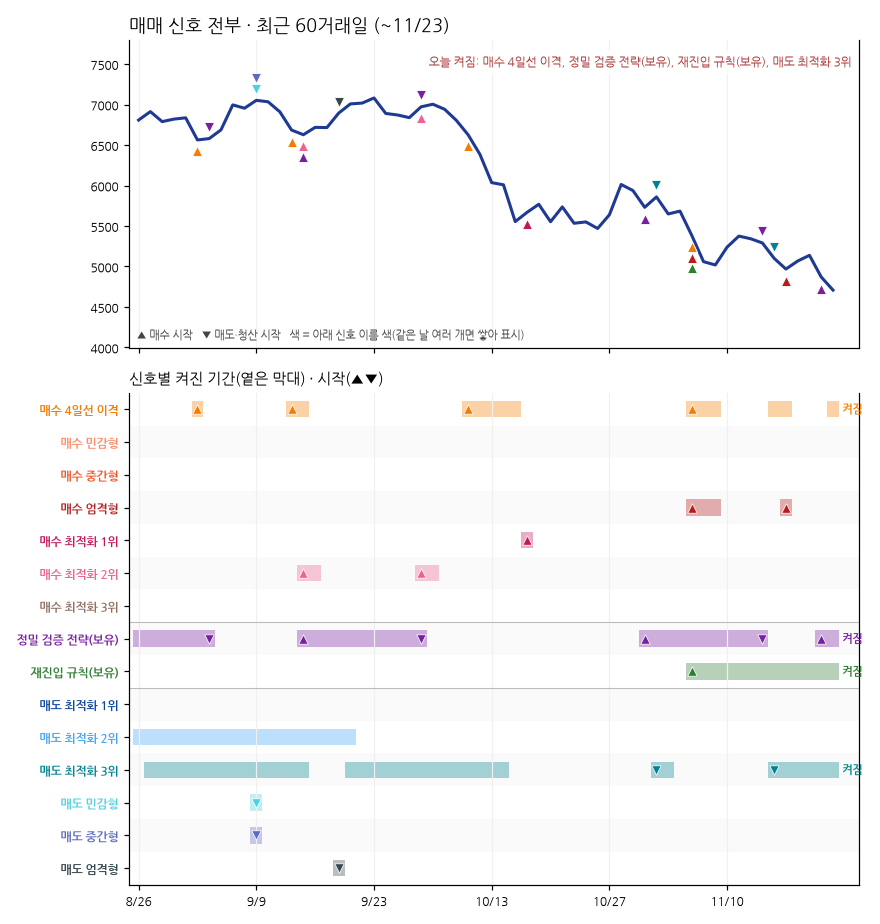 매매 신호 전부 · 최근 60거래일 (~11/23)
오늘 켜짐: 매수 4일선 이격, 정밀 검증 전략(보유), 재진입 규칙(보유), 매도 최적화 3위
7500
7000
6500
6000
5500
5000
4500
4000
▲ 매수 시작 ▼ 매도·청산 시작 색 = 아래 신호 이름 색(같은 날 여러 개면 쌓아 표시)
신호별 켜진 기간(옅은 막대) · 시작(▲▼)
매수 4일선 이격 켜짐
매수 민감형
매수 중간형
매수 엄격형
매수 최적화 1위
매수 최적화 2위
매수 최적화 3위
정밀 검증 전략(보유) 켜짐
재진입 규칙(보유) 켜짐
매도 최적화 1위
매도 최적화 2위
매도 최적화 3위 켜짐
매도 민감형
매도 중간형
매도 엄격형
8/26 9/9 9/23 10/13 10/27 11/10